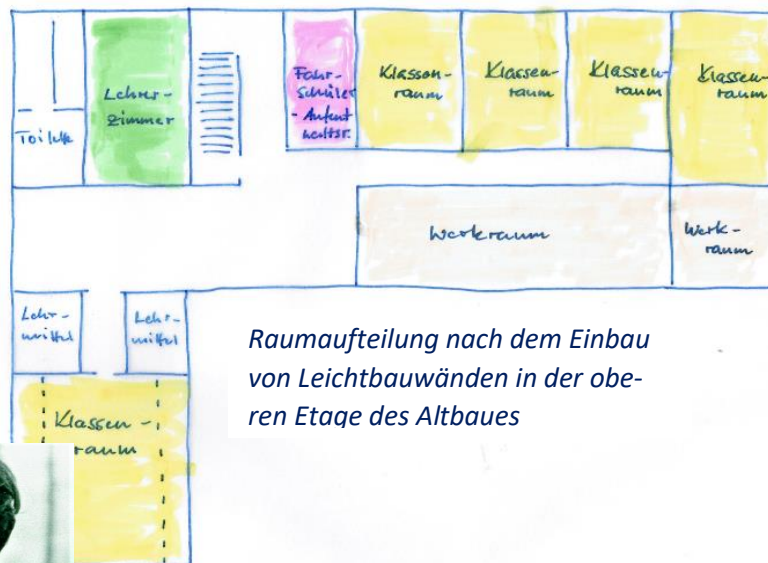 Toilette
Lehrer-
zimmer
Fahr-
schüler
- Aufent
haltsr.
Klassen-
raum
Klassen-
raum
Klassen-
raum
Klassen-
raum
Werkraum
Werk-
raum
Lehr-
mittel
Lehr-
mittel
Klassen-
raum
Raumaufteilung nach dem Einbau
von Leichtbauwänden in der obe-
ren Etage des Altbaues